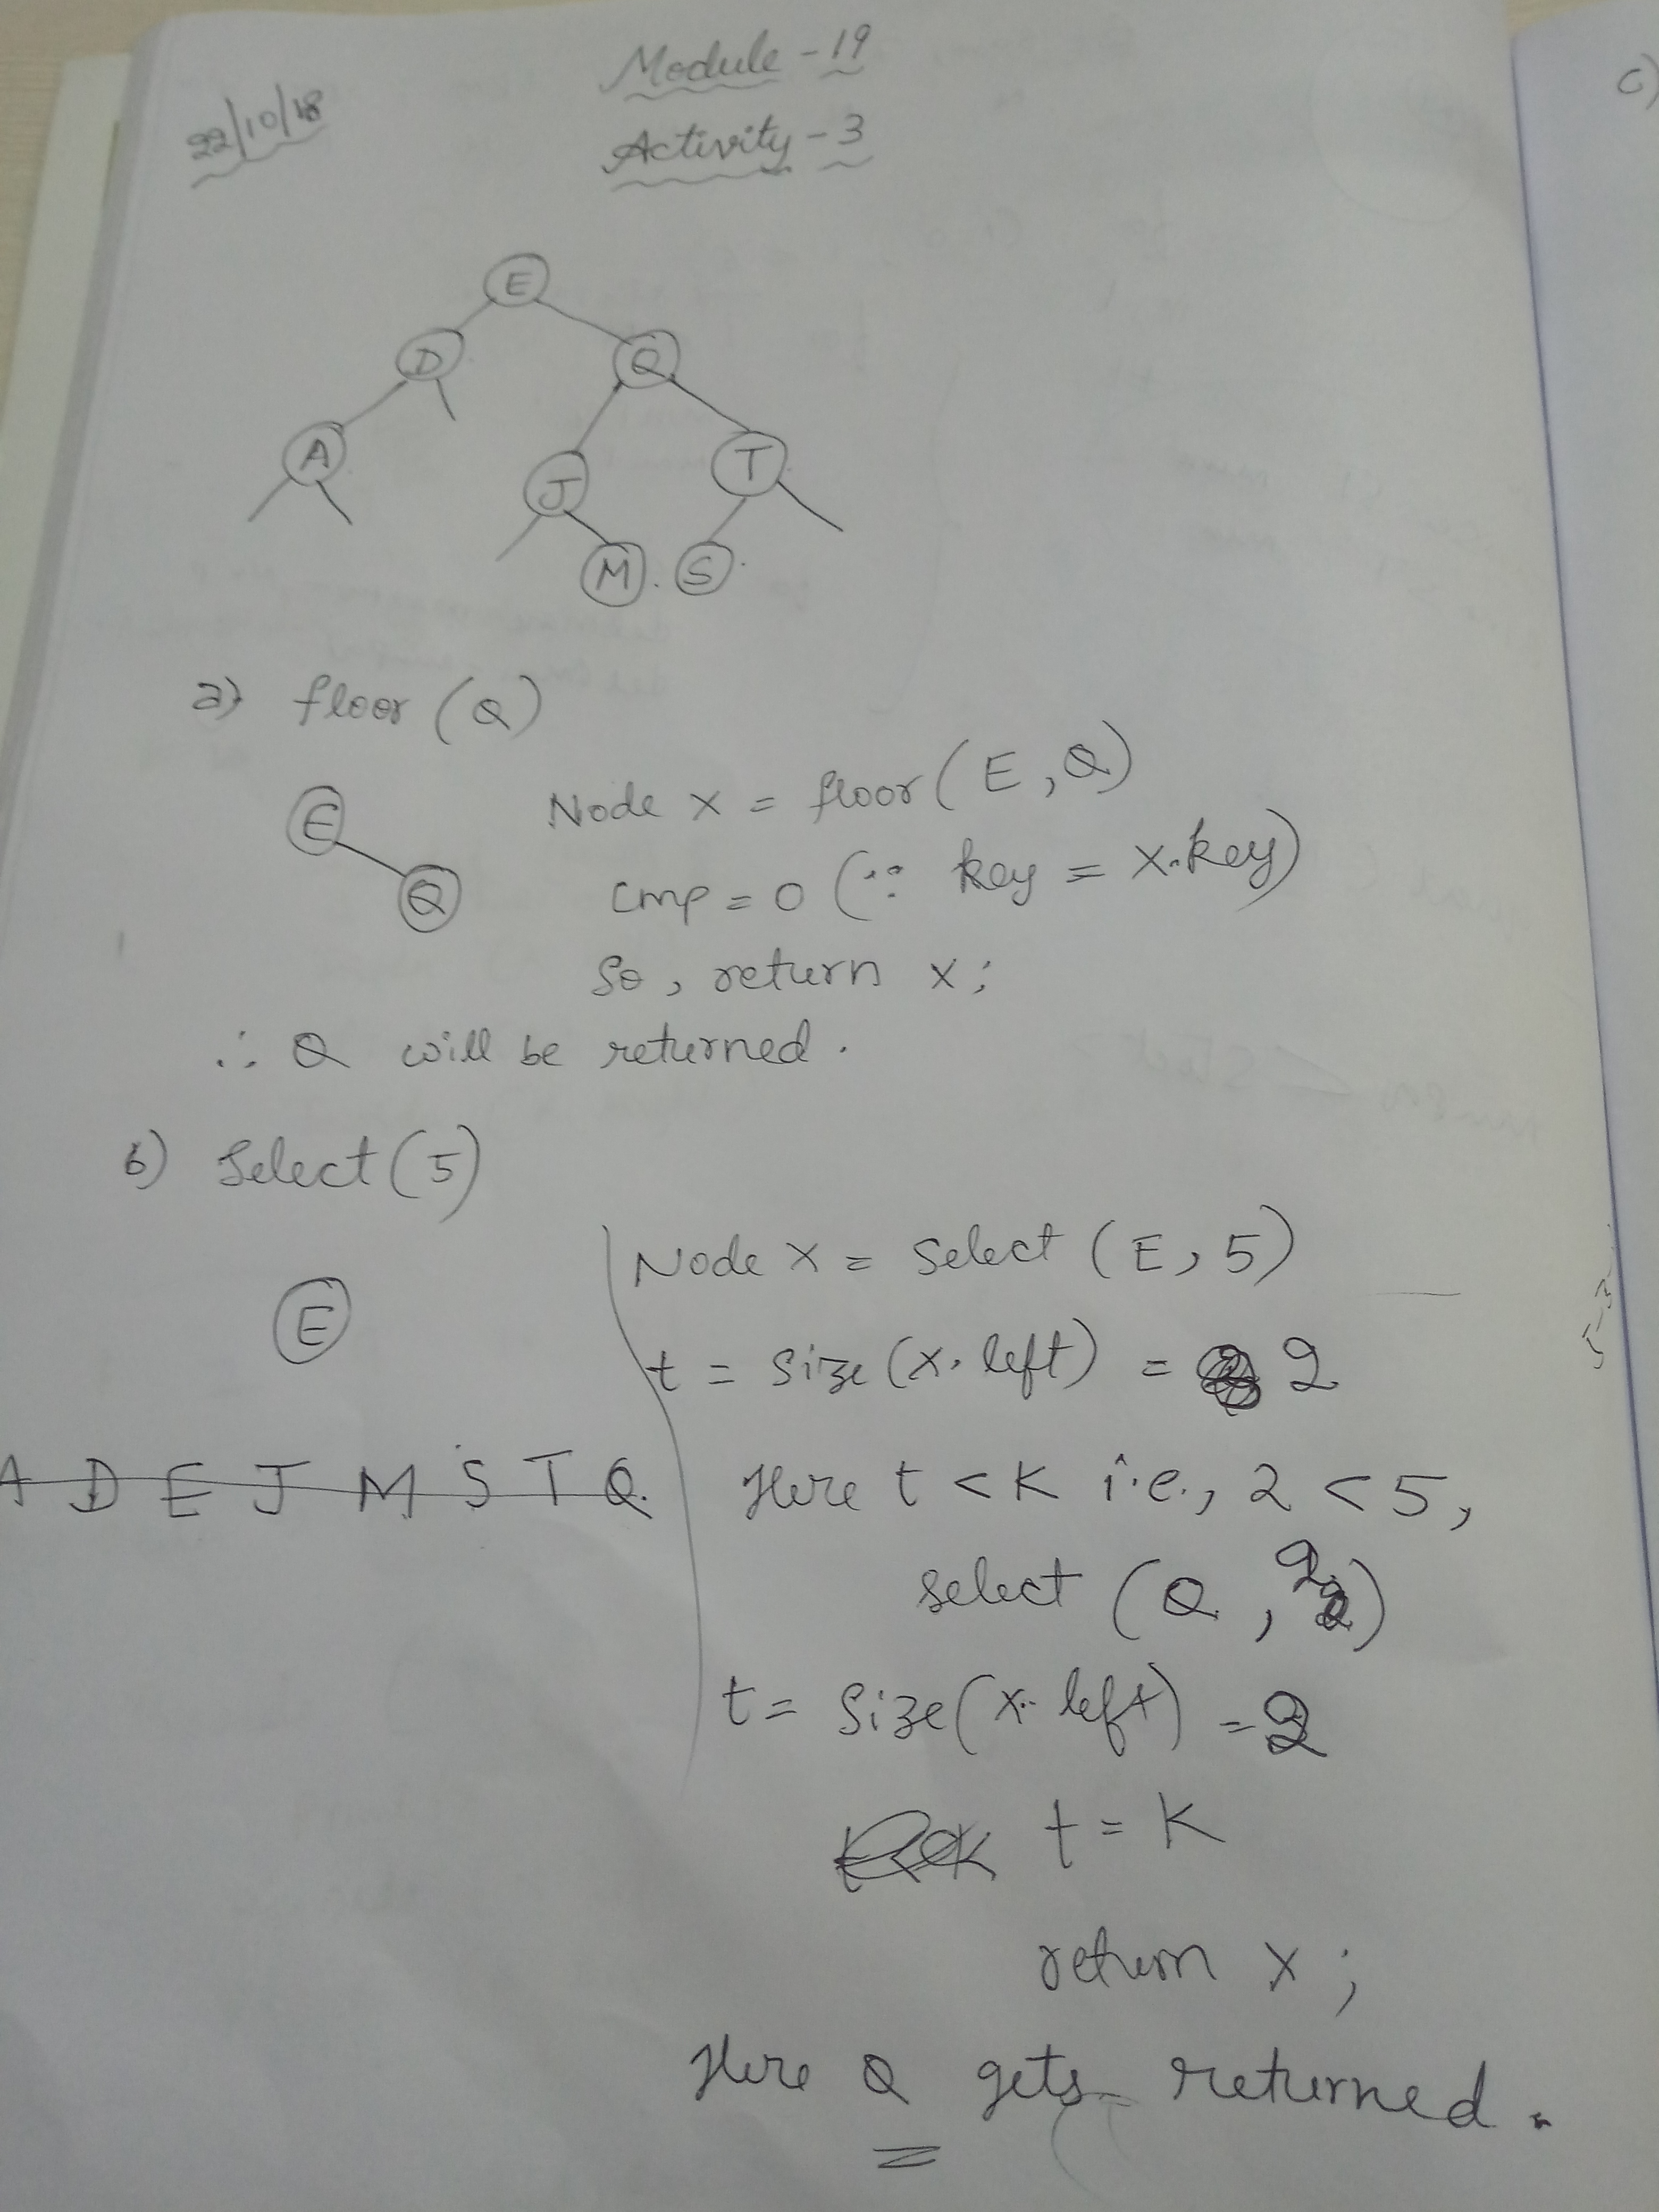 Module - 19
22/10/18
Activity - 3
E
D Q
A J T
M S
a) floor (Q)
E
Q
Node x = floor (E, Q)
Cmp = 0 (∵ key = x.key)
So, return x;
∴ Q will be returned.
b) Select (5)
E
Node x = Select (E, 5)
t = size (x. left) = 2
A D E J M S T Q
Here t < K i.e., 2 < 5,
select (Q, 2)
t = Size (x. left) = 2
t = K
return x;
Here Q gets returned.
c)
5-3